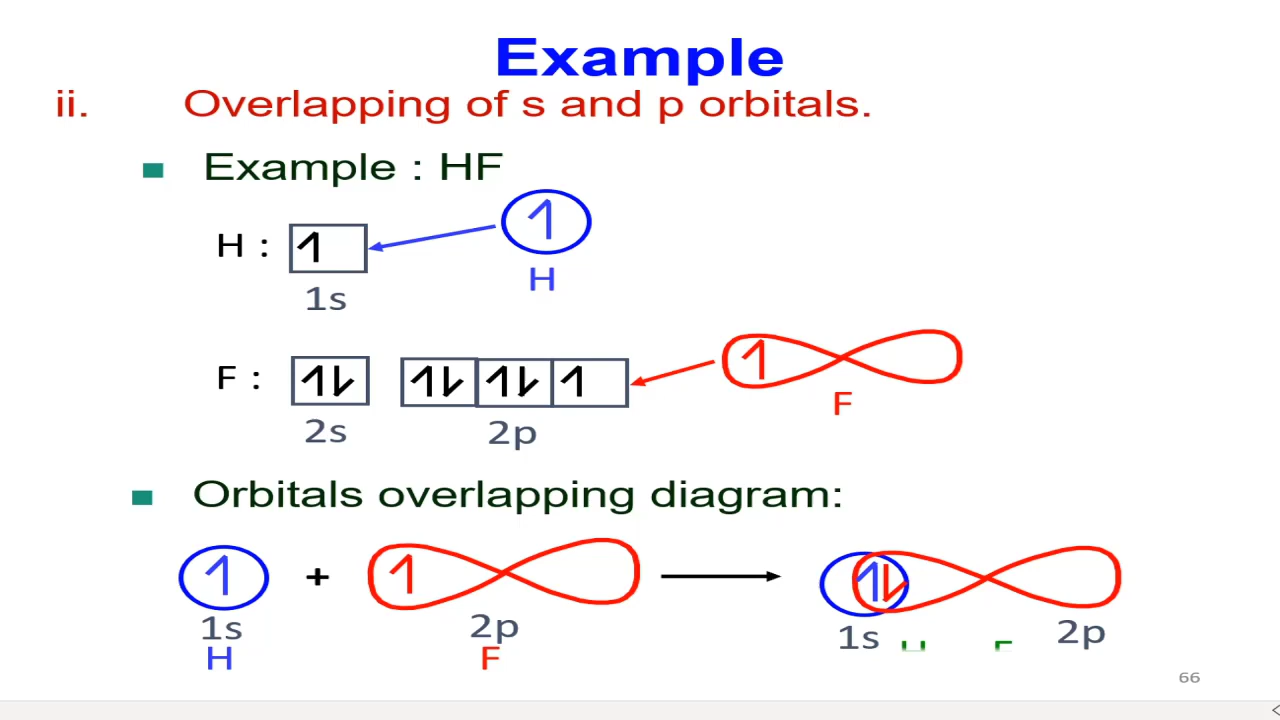 Example
ii. Overlapping of s and p orbitals.
Example : HF
H :
1s
H
F :
2s
2p
F
Orbitals overlapping diagram:
+
1s
H
2p
F
1s
2p
66